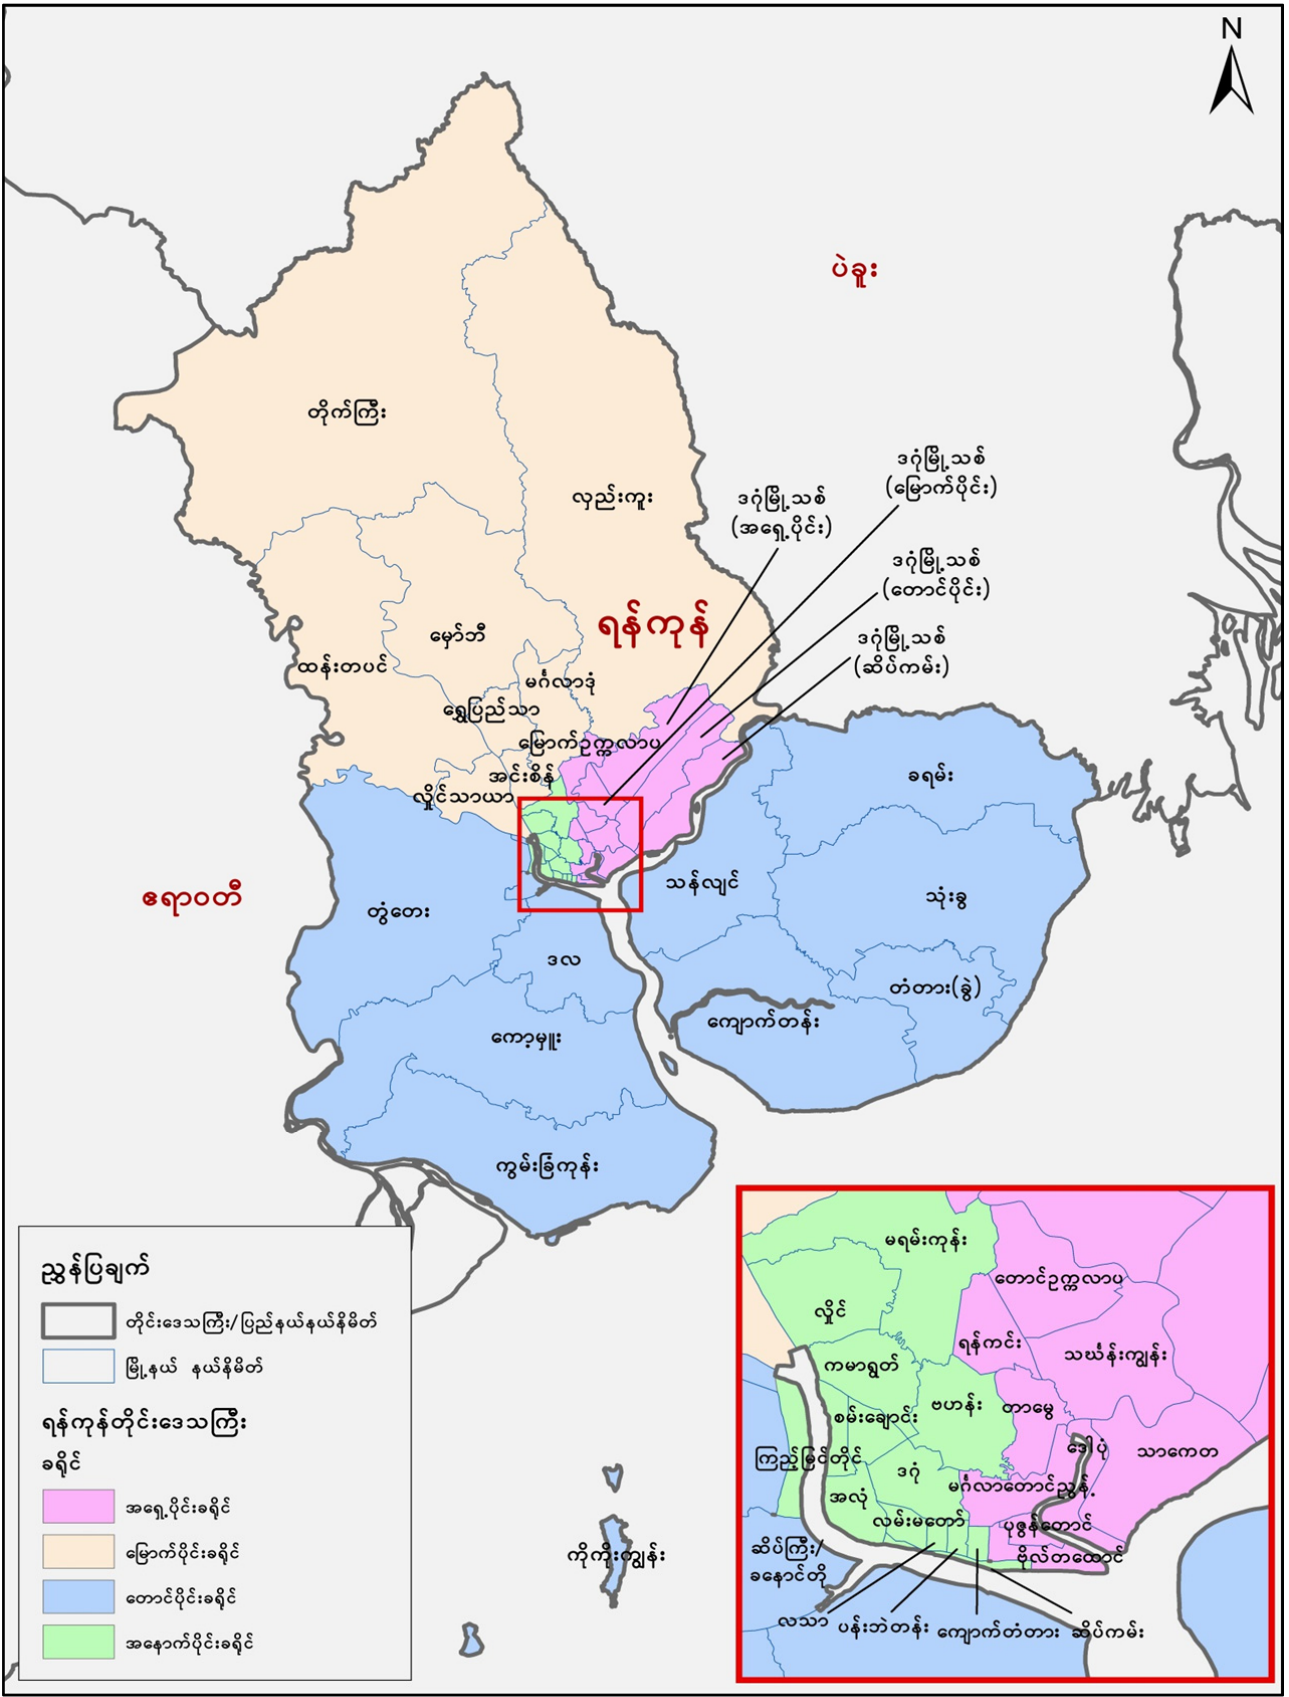 N
ပဲခူး
တိုက်ကြီး
ဒဂုံမြို့သစ်
(မြောက်ပိုင်း)
ဒဂုံမြို့သစ်
(အရှေ့ပိုင်း)
လှည်းကူး
ဒဂုံမြို့သစ်
(တောင်ပိုင်း)
ရန်ကုန်
မှော်ဘီ
ဒဂုံမြို့သစ်
(ဆိပ်ကမ်း)
ထန်းတပင်
မင်္ဂလာဒုံ
ရွှေပြည်သာ
မြောက်ဥက္ကလာပ
အင်းစိန်
ခရမ်း
လှိုင်သာယာ
သန်လျင်
ဧရာဝတီ
သုံးခွ
တွံတေး
ဒလ
တံတား(ခွဲ)
ကျောက်တန်း
ကော့မှူး
ကွမ်းခြံကုန်း
ညွှန်ပြချက်
တိုင်းဒေသကြီး/ပြည်နယ်နယ်နိမိတ်
မြို့နယ် နယ်နိမိတ်
ရန်ကုန်တိုင်းဒေသကြီး
ခရိုင်
အရှေ့ပိုင်းခရိုင်
မြောက်ပိုင်းခရိုင်
တောင်ပိုင်းခရိုင်
အနောက်ပိုင်းခရိုင်
ကိုကိုးကျွန်း
မရမ်းကုန်း
တောင်ဥက္ကလာပ
လှိုင်
ရန်ကင်း
သင်္ဃန်းကျွန်း
ကမာရွတ်
ဗဟန်း
တာမွေ
စမ်းချောင်း
ဒေါပုံ
သာကေတ
ကြည့်မြင်တိုင်
ဒဂုံ
မင်္ဂလာတောင်ညွန့်
အလုံ
လမ်းမတော်
ပုဇွန်တောင်
ဆိပ်ကြီး/
ခနောင်တို
ဗိုလ်တထောင်
လသာ
ပန်းဘဲတန်း
ကျောက်တံတား
ဆိပ်ကမ်း